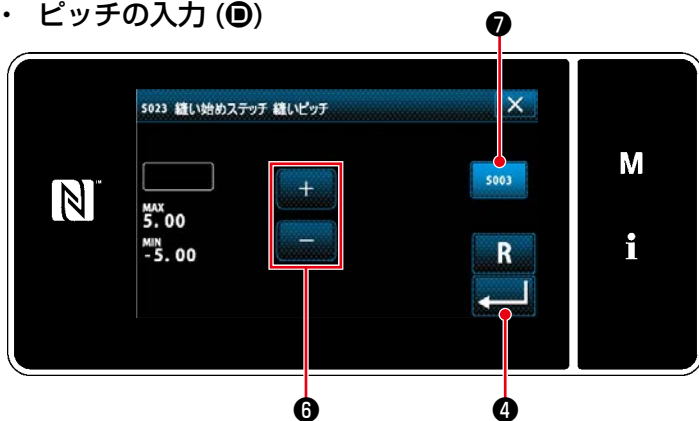 ・ ピッチの入力 (🅓)
❼
S023 縫い始めステッチ 縫いピッチ
X
+
S003
M
MAX
5.00
MIN
-5.00
−
R
i
N™
❻
❹